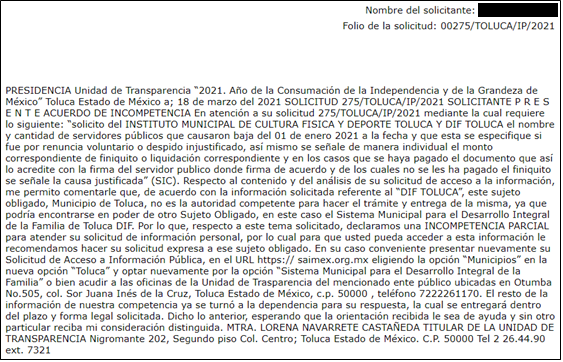 Nombre del solicitante:
Folio de la solicitud: 00275/TOLUCA/IP/2021
PRESIDENCIA Unidad de Transparencia "2021. Año de la Consumación de la Independencia y de la Grandeza de
México" Toluca Estado de México a; 18 de marzo del 2021 SOLICITUD 275/TOLUCA/IP/2021 SOLICITANTE P R E S
E N T E ACUERDO DE INCOMPETENCIA En atención a su solicitud 275/TOLUCA/IP/2021 mediante la cual requiere
lo siguiente: "solicito del INSTITUTO MUNICIPAL DE CULTURA FISICA Y DEPORTE TOLUCA Y DIF TOLUCA el nombre
y cantidad de servidores públicos que causaron baja del 01 de enero 2021 a la fecha y que esta se especifique si
fue por renuncia voluntario o despido injustificado, así mismo se señale de manera individual el monto
correspondiente de finiquito o liquidación correspondiente y en los casos que se haya pagado el documento que así
lo acredite con la firma del servidor publico donde firma de acuerdo y de los cuales no se les ha pagado el finiquito
se señale la causa justificada" (SIC). Respecto al contenido y del análisis de su solicitud de acceso a la información,
me permito comentarle que, de acuerdo con la información solicitada referente al "DIF TOLUCA", este sujeto
obligado, Municipio de Toluca, no es la autoridad competente para hacer el trámite y entrega de la misma, ya que
podría encontrarse en poder de otro Sujeto Obligado, en este caso el Sistema Municipal para el Desarrollo Integral
de la Familia de Toluca DIF. Por lo que, respecto a este tema solicitado, declaramos una INCOMPETENCIA PARCIAL
para atender su solicitud de información personal, por lo cual para que usted pueda acceder a esta información le
recomendamos hacer su solicitud expresa a ese sujeto obligado. En su caso conveniente presentar nuevamente su
Solicitud de Acceso a Información Pública, en el URL https:// saimex.org.mx eligiendo la opción "Municipios" en la
nueva opción "Toluca" y optar nuevamente por la opción "Sistema Municipal para el Desarrollo Integral de la
Familia" o bien acudir a las oficinas de la Unidad de Trasparencia del mencionado ente público ubicadas en Otumba
No.505, col. Sor Juana Inés de la Cruz, Toluca Estado de México, c.p. 50000 , teléfono 7222261170. El resto de la
información de nuestra competencia ya se turnó a la dependencia para su respuesta, la cual se entregará dentro
del plazo y forma legal solicitada. Dicho lo anterior, esperando que la orientación recibida le sea de ayuda y sin otro
particular reciba mi consideración distinguida. MTRA. LORENA NAVARRETE CASTAÑEDA TITULAR DE LA UNIDAD DE
TRANSPARENCIA Nigromante 202, Segundo piso Col. Centro; Toluca Estado de México. C.P. 50000 Tel 2 26.44.90
ext. 7321